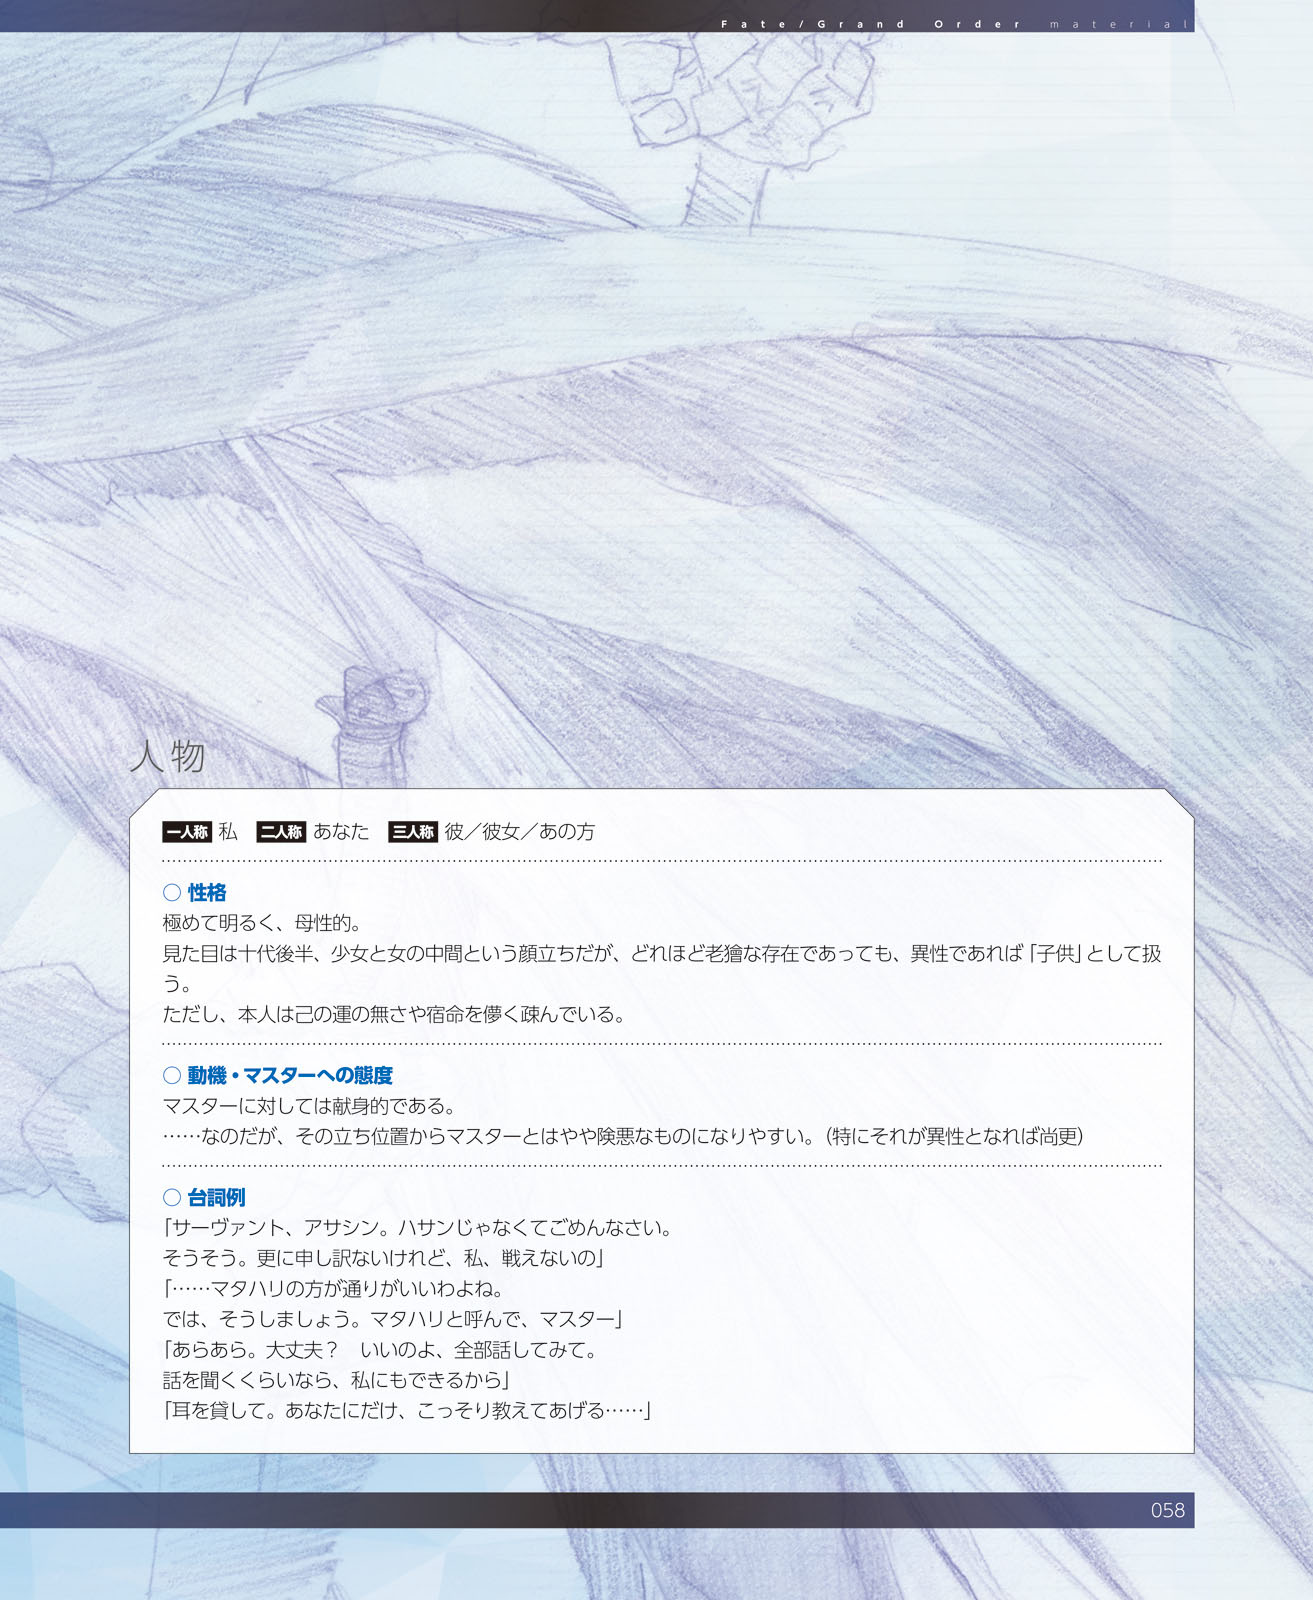 Fate/Grand Order material
人物
一人称 私 二人称 あなた 三人称 彼／彼女／あの方
○ 性格
極めて明るく、母性的。
見た目は十代後半、少女と女の中間という顔立ちだが、どれほど老獪な存在であっても、異性であれば「子供」として扱
う。
ただし、本人は己の運の無さや宿命を儚く疎んでいる。
○ 動機・マスターへの態度
マスターに対しては献身的である。
……なのだが、その立ち位置からマスターとはやや険悪なものになりやすい。（特にそれが異性となれば尚更）
○ 台詞例
「サーヴァント、アサシン。ハサンじゃなくてごめんなさい。
そうそう。更に申し訳ないけれど、私、戦えないの」
「……マタハリの方が通りがいいわよね。
では、そうしましょう。マタハリと呼んで、マスター」
「あらあら。大丈夫？　いいのよ、全部話してみて。
話を聞くくらいなら、私にもできるから」
「耳を貸して。あなたにだけ、こっそり教えてあげる……」
058